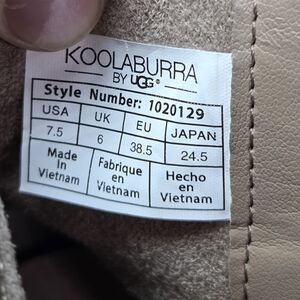 KOOLABURRA
BY UGG®
Style Number: 1020129
USA UK EU JAPAN
7.5 6 38.5 24.5
Made in Vietnam
Fabrique en Vietnam
Hecho en Vietnam